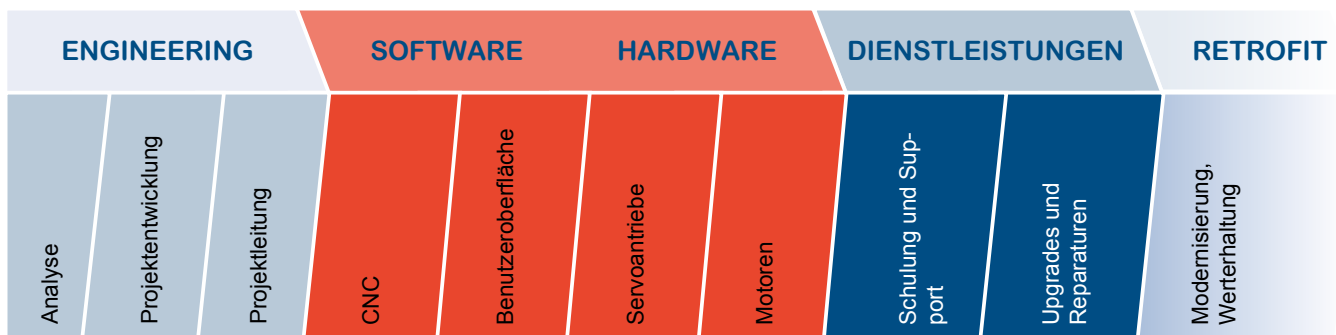 ENGINEERING
SOFTWARE
HARDWARE
DIENSTLEISTUNGEN
RETROFIT
Analyse
Projektentwicklung
Projektleitung
CNC
Benutzeroberfläche
Servoantriebe
Motoren
Schulung und Sup-
port
Upgrades und
Reparaturen
Modernisierung,
Werterhaltung